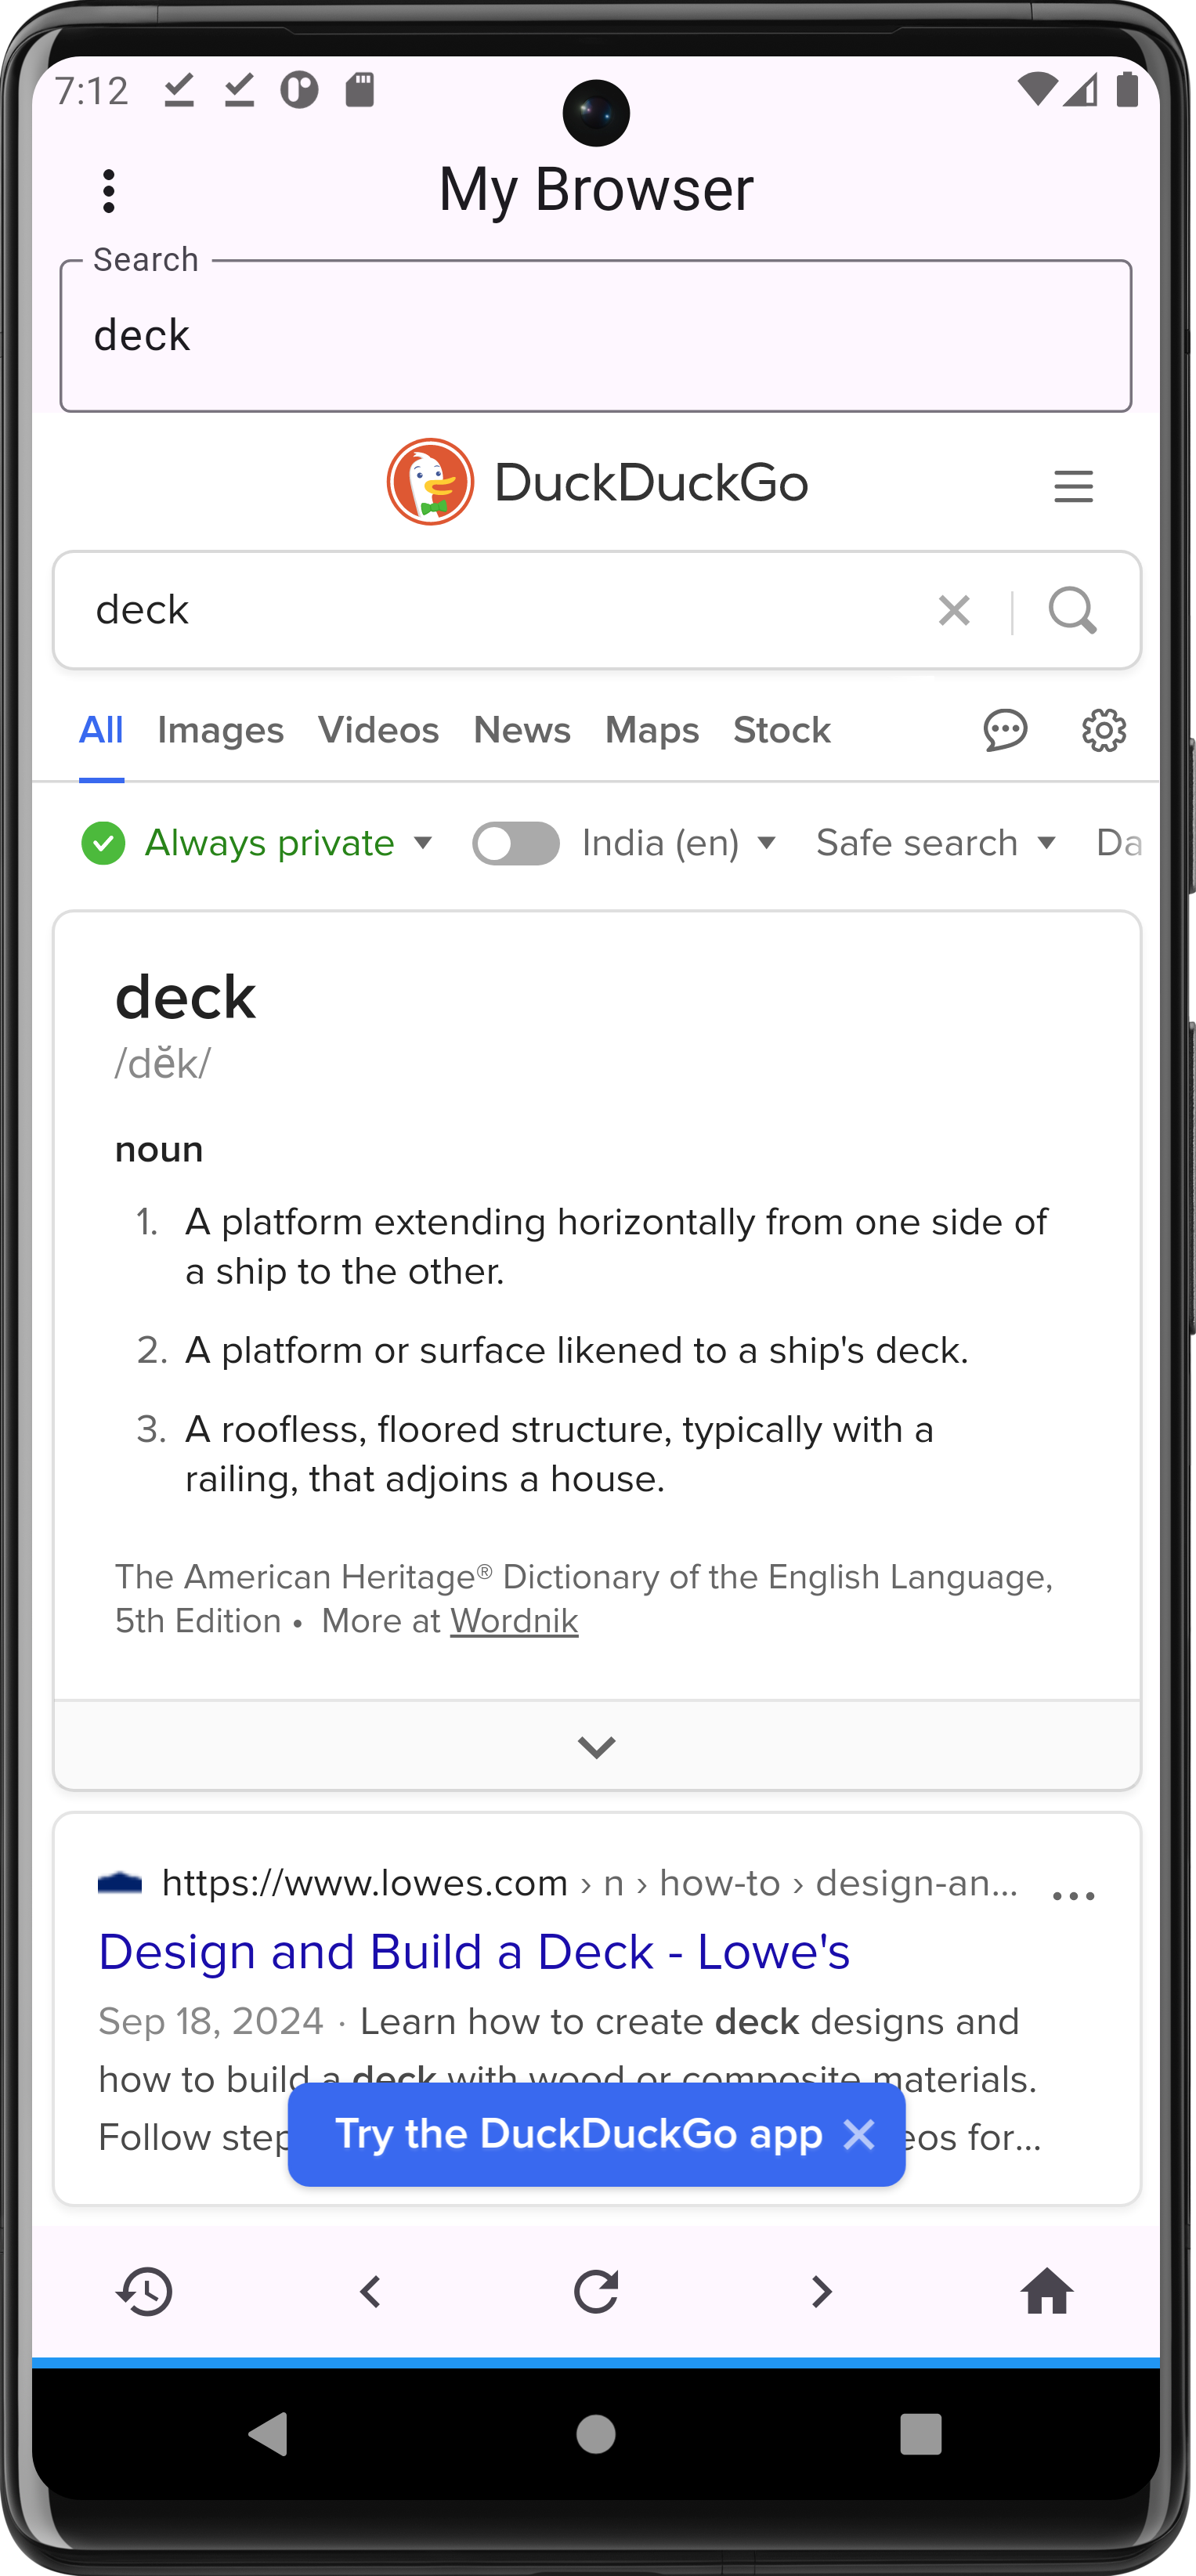 7:12
My Browser
Search
deck
DuckDuckGo
deck
All Images Videos News Maps Stock
Always private India (en) Safe search Da
deck
/dĕk/
noun
1. A platform extending horizontally from one side of
a ship to the other.
2. A platform or surface likened to a ship's deck.
3. A roofless, floored structure, typically with a
railing, that adjoins a house.
The American Heritage® Dictionary of the English Language,
5th Edition • More at Wordnik
https://www.lowes.com › n › how-to › design-an...
Design and Build a Deck - Lowe's
Sep 18, 2024 · Learn how to create deck designs and
how to build a deck with wood or composite materials.
Follow step
Try the DuckDuckGo app
eos for...